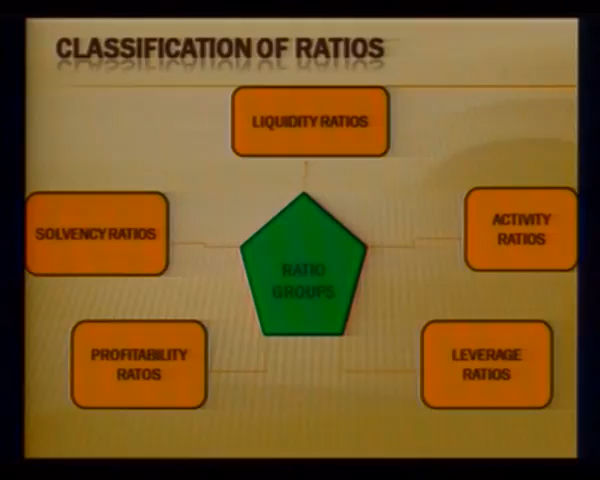 CLASSIFICATION OF RATIOS
LIQUIDITY RATIOS
SOLVENCY RATIOS
ACTIVITY
RATIOS
RATIO
GROUPS
PROFITABILITY
RATOS
LEVERAGE
RATIOS